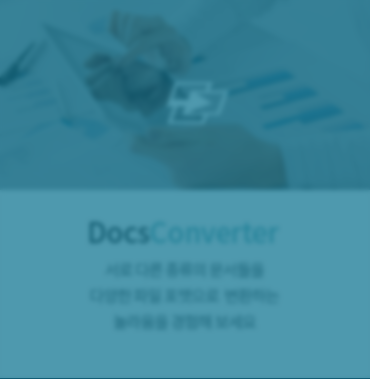 DocsConverter
서로 다른 종류의 문서들을
다양한 파일 포맷으로 변환하는
놀라움을 경험해 보세요